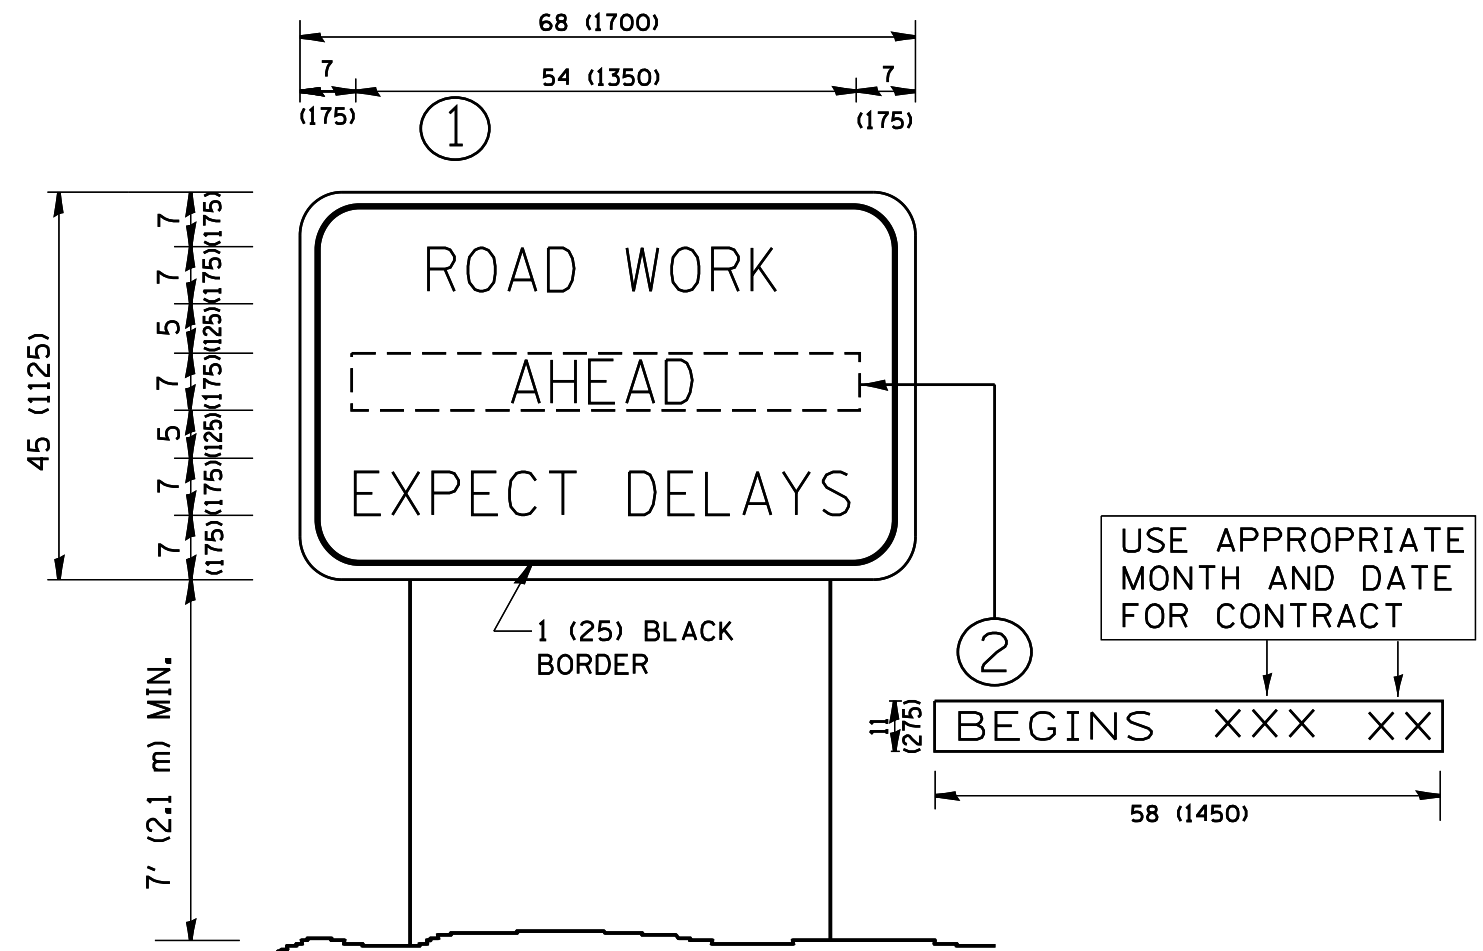 68 (1700)
7
54 (1350)
7
(175)
(175)
1
45 (1125)
7 (175)
7 (175)
5 (125)
7 (175)
5 (125)
7 (175)
7 (175)
ROAD WORK
AHEAD
EXPECT DELAYS
1 (25) BLACK
BORDER
7' (2.1 m) MIN.
USE APPROPRIATE
MONTH AND DATE
FOR CONTRACT
2
11
(275)
BEGINS XXX XX
58 (1450)